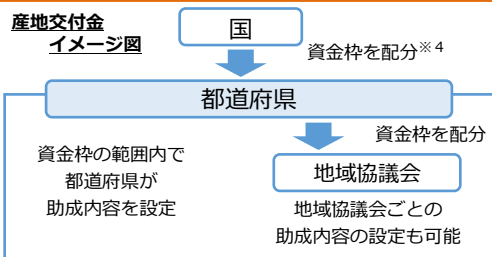 産地交付金
イメージ図
国
資金枠を配分※4
都道府県
資金枠を配分
資金枠の範囲内で
都道府県が
助成内容を設定
地域協議会
地域協議会ごとの
助成内容の設定も可能